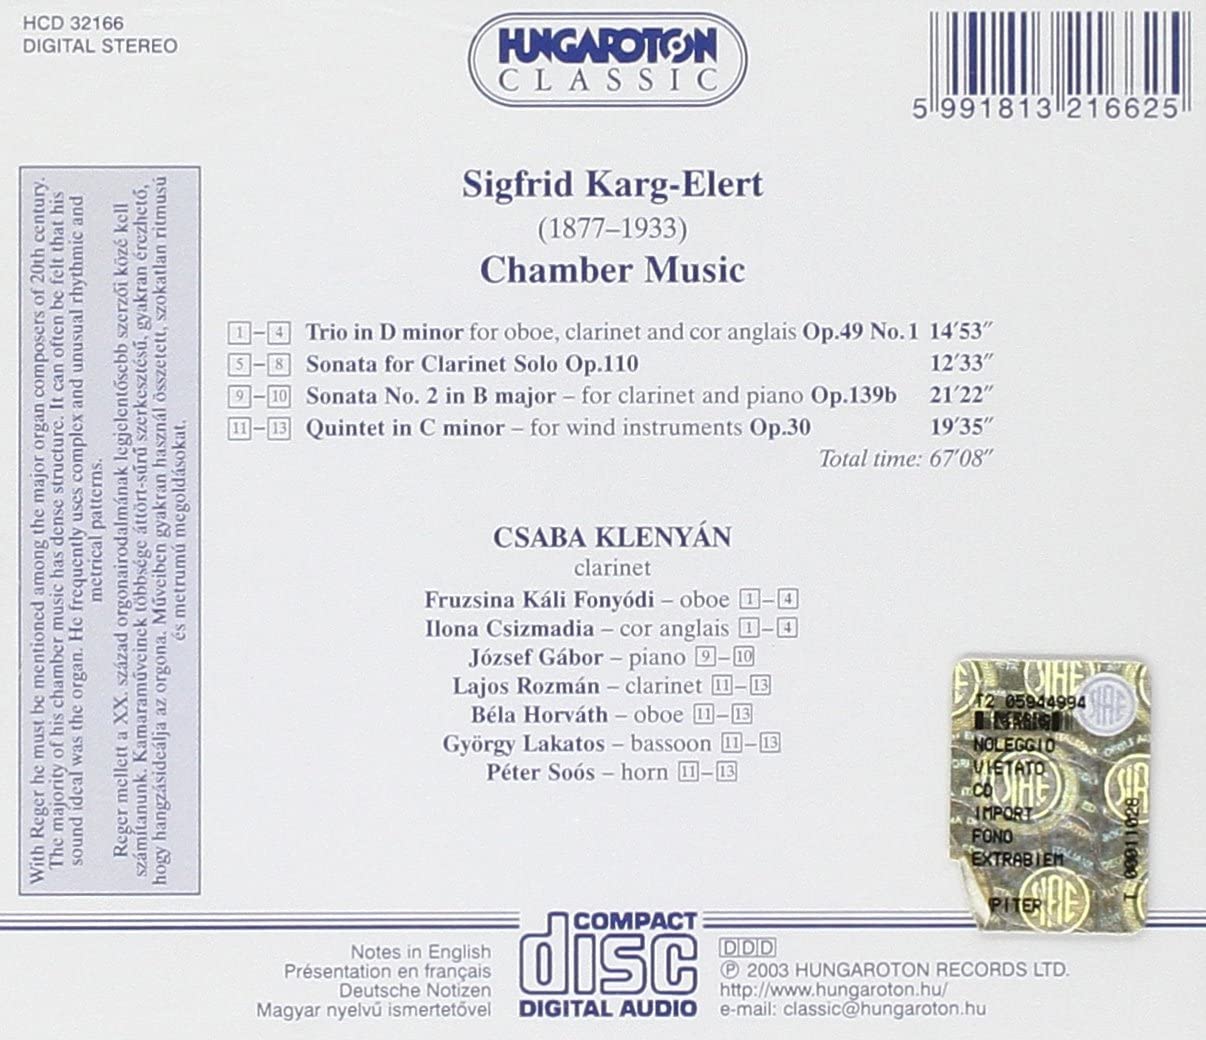 HCD 32166
DIGITAL STEREO
HUNGAROTON
CLASSIC
5 991813 216625
Sigfrid Karg-Elert
(1877–1933)
Chamber Music
1 – 4 Trio in D minor for oboe, clarinet and cor anglais Op.49 No.1 14′53″
5 – 8 Sonata for Clarinet Solo Op.110 12′33″
9 – 10 Sonata No. 2 in B major – for clarinet and piano Op.139b 21′22″
11 – 13 Quintet in C minor – for wind instruments Op.30 19′35″
Total time: 67′08″
CSABA KLENYÁN
clarinet
Fruzsina Káli Fonyódi – oboe 1 – 4
Ilona Csizmadia – cor anglais 1 – 4
József Gábor – piano 9 – 10
Lajos Rozmán – clarinet 11 – 13
Béla Horváth – oboe 11 – 13
György Lakatos – bassoon 11 – 13
Péter Soós – horn 11 – 13
With Reger he must be mentioned among the major organ composers of 20th century.
The majority of his chamber music has dense structure. It can often be felt that his
sound ideal was the organ. He frequently uses complex and unusual rhythmic and
metrical patterns.
Reger mellett a XX. század orgonairodalmának legjelentősebb szerzői közé kell
számítanunk. Kamaraműveinek többsége áttört-sűrű szerkesztésű, gyakran érezhető,
hogy hangzásideálja az orgona. Műveiben gyakran használ összetett, szokatlan ritmusú
és metrumú megoldásokat.
T2 05944994
NOLEGGIO
VIETATO
CD
IMPORT
FONO
EXTRABIEM
PITER
T 00011028
SIAE
Notes in English
Présentation en français
Deutsche Notizen
Magyar nyelvű ismertetővel
COMPACT
disc
DIGITAL AUDIO
DDD
℗ 2003 HUNGAROTON RECORDS LTD.
http://www.hungaroton.hu/
e-mail: classic@hungaroton.hu